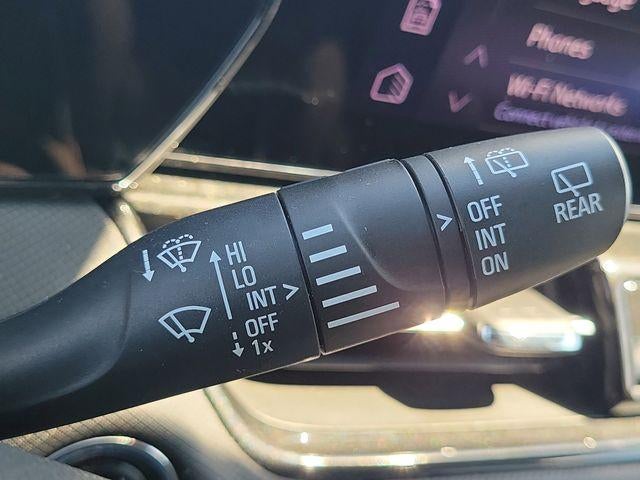 Phones
Wi-Fi Networks
HI
LO
INT
OFF
1x
OFF
INT
ON
REAR